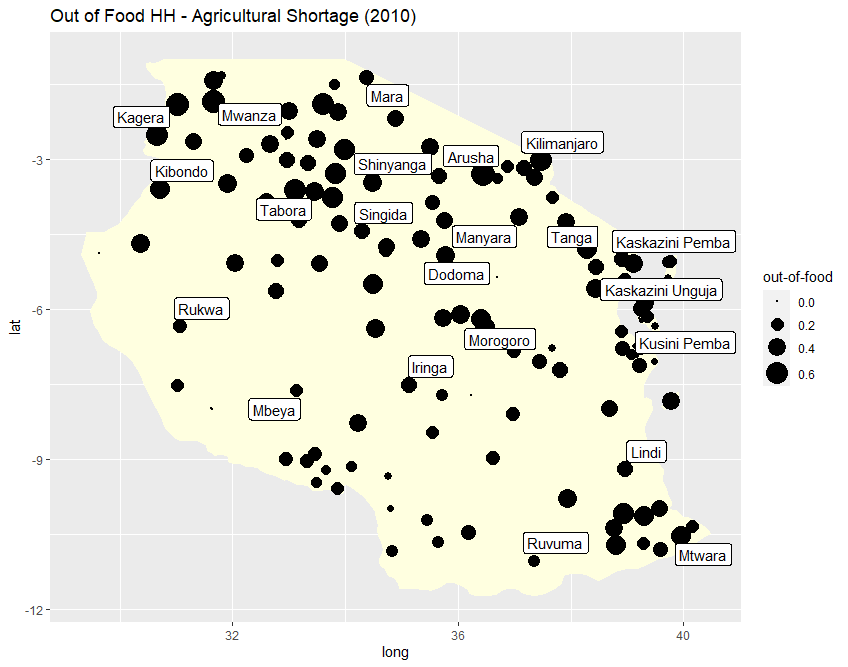 Out of Food HH - Agricultural Shortage (2010)
Mara
Kagera
Mwanza
Kilimanjaro
-3
Arusha
Shinyanga
Kibondo
Tabora
Singida
Manyara
Tanga
Kaskazini Pemba
Dodoma
out-of-food
Kaskazini Unguja
0.0
Rukwa
-6
lat
0.2
Morogoro
Kusini Pemba
0.4
Iringa
0.6
Mbeya
Lindi
-9
Ruvuma
Mtwara
-12
32
36
40
long